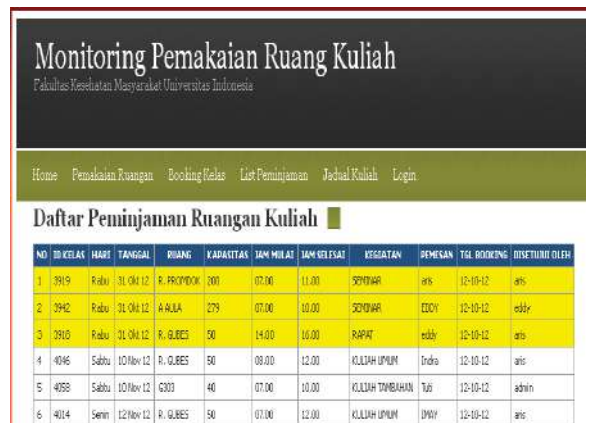 Monitoring Pemakaian Ruang Kuliah
Fakultas Kesehatan Masyarakat Universitas Indonesia
Home Pemakaian Ruangan Booking Kelas List Peminjaman Jadual Kuliah Login
Daftar Peminjaman Ruangan Kuliah
NO ID KELAS HARI TANGGAL RUANG KAPASITAS JAM MULAI JAM SELESAI KEGIATAN PEMESAN TGL BOOKING DISETUJUI OLEH
1 3919 Rabu 31 Okt 12 R. PROMDOK 200 07.00 11.00 SEMINAR aris 12-10-12 aris
2 3942 Rabu 31 Okt 12 A AULA 279 07.00 10.00 SEMINAR EDDY 12-10-12 eddy
3 3918 Rabu 31 Okt 12 R. GUBES 50 14.00 16.00 RAPAT eddy 12-10-12 aris
4 4046 Sabtu 10 Nov 12 R. GUBES 50 08.00 12.00 KULIAH UMUM Indra 12-10-12 aris
5 4058 Sabtu 10 Nov 12 G303 40 07.00 10.00 KULIAH TAMBAHAN Tuti 12-10-12 admin
6 4014 Senin 12 Nov 12 R. GUBES 50 07.00 12.00 KULIAH UMUM IMAY 12-10-12 aris